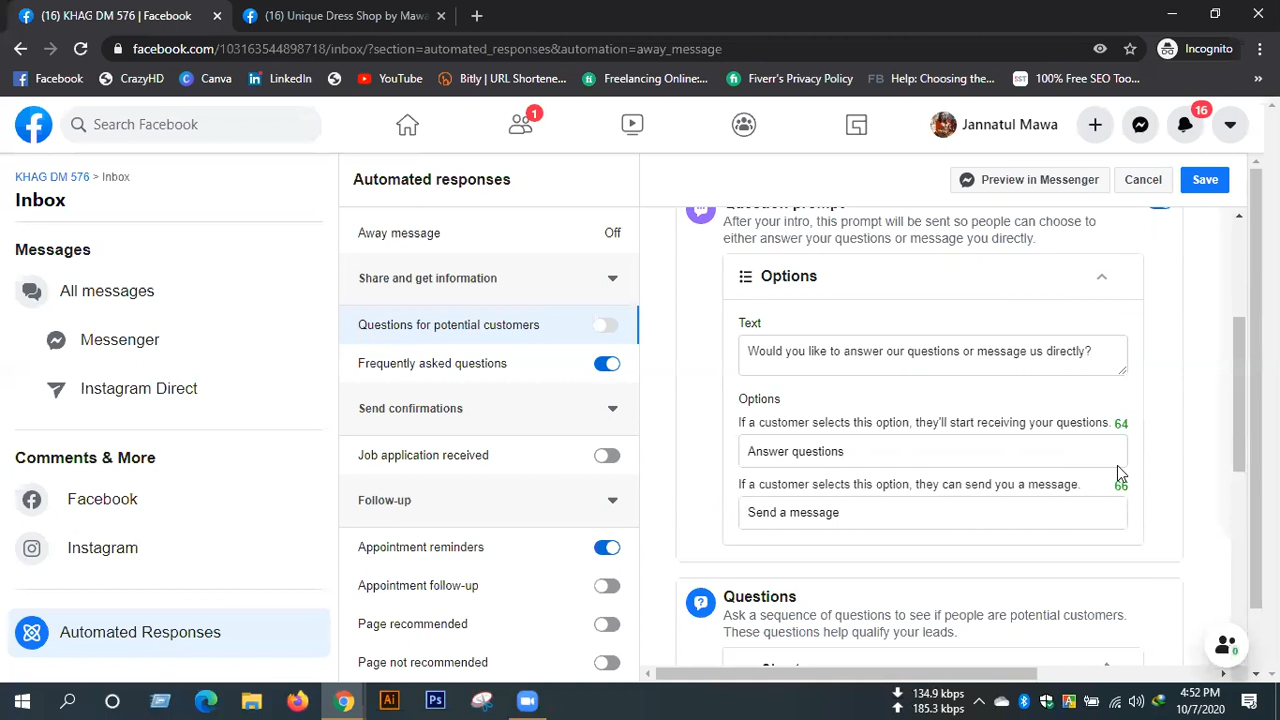 (16) KHAG DM 576 | Facebook
(16) Unique Dress Shop by Mawa
facebook.com/103163544898718/inbox/?section=automated_responses&automation=away_message
Incognito
Facebook
CrazyHD
Canva
LinkedIn
YouTube
Bitly | URL Shortene...
Freelancing Online:...
Fiverr's Privacy Policy
FB Help: Choosing the...
SST 100% Free SEO Toc...
Search Facebook
1
Jannatul Mawa
16
KHAG DM 576 > Inbox
Inbox
Messages
All messages
Messenger
Instagram Direct
Comments & More
Facebook
Instagram
Automated Responses
Automated responses
Away message Off
Share and get information
Questions for potential customers
Frequently asked questions
Send confirmations
Job application received
Follow-up
Appointment reminders
Appointment follow-up
Page recommended
Page not recommended
Preview in Messenger
Cancel
Save
Question prompt
After your intro, this prompt will be sent so people can choose to
either answer your questions or message you directly.
Options
Text
Would you like to answer our questions or message us directly?
Options
If a customer selects this option, they'll start receiving your questions. 64
Answer questions
If a customer selects this option, they can send you a message. 66
Send a message
Questions
Ask a sequence of questions to see if people are potential customers.
These questions help qualify your leads.
0
Ai
Ps
134.9 kbps
185.3 kbps
4:52 PM
10/7/2020